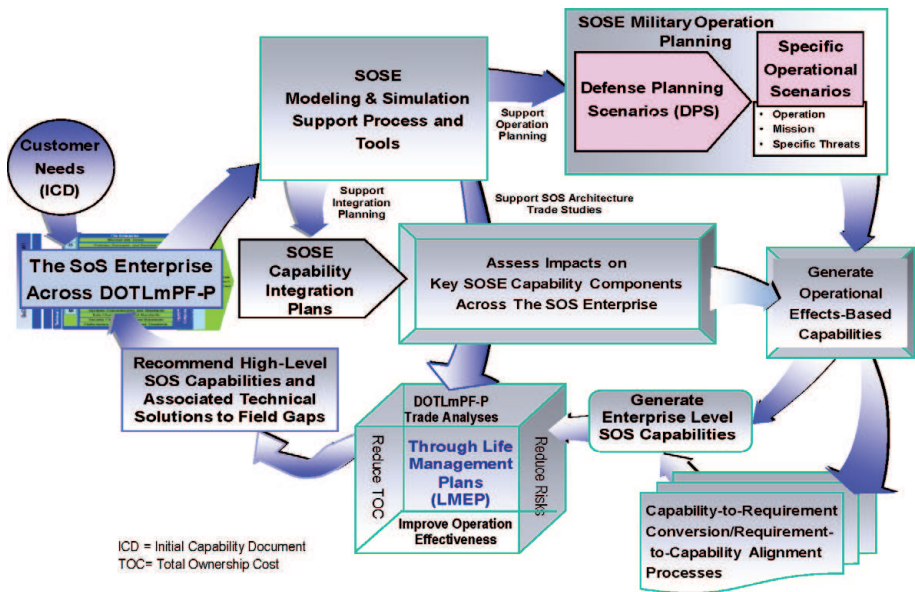 SOSE Military Operation
Planning
Specific
Operational
Scenarios
Defense Planning
Scenarios (DPS)
• Operation
• Mission
• Specific Threats
SOSE
Modeling & Simulation
Support Process and
Tools
Support
Operation
Planning
Customer
Needs
(ICD)
Support
Integration
Planning
Support SOS Architecture
Trade Studies
The SoS Enterprise
Across DOTLmPF-P
SOSE
Capability
Integration
Plans
Assess Impacts on
Key SOSE Capability Components
Across The SOS Enterprise
Generate
Operational
Effects-Based
Capabilities
Recommend High-Level
SOS Capabilities and
Associated Technical
Solutions to Field Gaps
DOTLmPF-P
Trade Analyses
Reduce TOC
Through Life
Management
Plans
(LMEP)
Reduce Risks
Improve Operation
Effectiveness
Generate
Enterprise Level
SOS Capabilities
Capability-to-Requirement
Conversion/Requirement-
to-Capability Alignment
Processes
ICD = Initial Capability Document
TOC= Total Ownership Cost